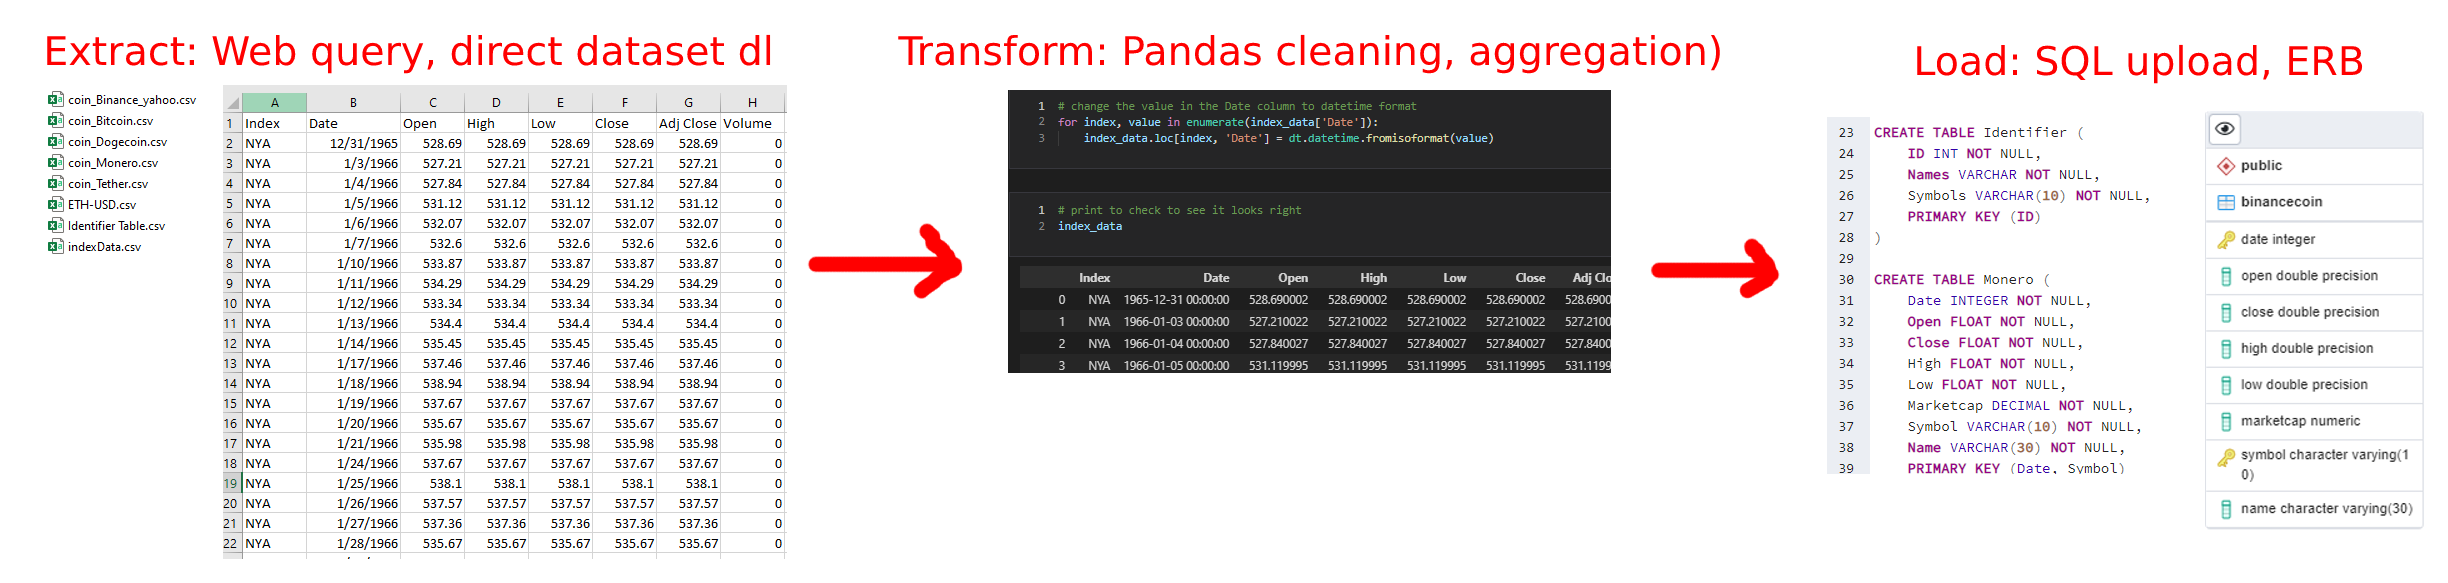 Extract: Web query, direct dataset dl
Transform: Pandas cleaning, aggregation)
Load: SQL upload, ERB
coin_Binance_yahoo.csv
coin_Bitcoin.csv
coin_Dogecoin.csv
coin_Monero.csv
coin_Tether.csv
ETH-USD.csv
Identifier Table.csv
indexData.csv
A B C D E F G H
1 Index Date Open High Low Close Adj Close Volume
2 NYA 12/31/1965 528.69 528.69 528.69 528.69 528.69 0
3 NYA 1/3/1966 527.21 527.21 527.21 527.21 527.21 0
4 NYA 1/4/1966 527.84 527.84 527.84 527.84 527.84 0
5 NYA 1/5/1966 531.12 531.12 531.12 531.12 531.12 0
6 NYA 1/6/1966 532.07 532.07 532.07 532.07 532.07 0
7 NYA 1/7/1966 532.6 532.6 532.6 532.6 532.6 0
8 NYA 1/10/1966 533.87 533.87 533.87 533.87 533.87 0
9 NYA 1/11/1966 534.29 534.29 534.29 534.29 534.29 0
10 NYA 1/12/1966 533.34 533.34 533.34 533.34 533.34 0
11 NYA 1/13/1966 534.4 534.4 534.4 534.4 534.4 0
12 NYA 1/14/1966 535.45 535.45 535.45 535.45 535.45 0
13 NYA 1/17/1966 537.46 537.46 537.46 537.46 537.46 0
14 NYA 1/18/1966 538.94 538.94 538.94 538.94 538.94 0
15 NYA 1/19/1966 537.67 537.67 537.67 537.67 537.67 0
16 NYA 1/20/1966 535.67 535.67 535.67 535.67 535.67 0
17 NYA 1/21/1966 535.98 535.98 535.98 535.98 535.98 0
18 NYA 1/24/1966 537.67 537.67 537.67 537.67 537.67 0
19 NYA 1/25/1966 538.1 538.1 538.1 538.1 538.1 0
20 NYA 1/26/1966 537.57 537.57 537.57 537.57 537.57 0
21 NYA 1/27/1966 537.36 537.36 537.36 537.36 537.36 0
22 NYA 1/28/1966 535.67 535.67 535.67 535.67 535.67 0
1 # change the value in the Date column to datetime format
2 for index, value in enumerate(index_data['Date']):
3 index_data.loc[index, 'Date'] = dt.datetime.fromisoformat(value)
1 # print to check to see it looks right
2 index_data
Index Date Open High Low Close Adj Clo
0 NYA 1965-12-31 00:00:00 528.690002 528.690002 528.690002 528.690002 528.6900
1 NYA 1966-01-03 00:00:00 527.210022 527.210022 527.210022 527.210022 527.2100
2 NYA 1966-01-04 00:00:00 527.840027 527.840027 527.840027 527.840027 527.8400
3 NYA 1966-01-05 00:00:00 531.119995 531.119995 531.119995 531.119995 531.1199
23 CREATE TABLE Identifier (
24 ID INT NOT NULL,
25 Names VARCHAR NOT NULL,
26 Symbols VARCHAR(10) NOT NULL,
27 PRIMARY KEY (ID)
28 )
29
30 CREATE TABLE Monero (
31 Date INTEGER NOT NULL,
32 Open FLOAT NOT NULL,
33 Close FLOAT NOT NULL,
34 High FLOAT NOT NULL,
35 Low FLOAT NOT NULL,
36 Marketcap DECIMAL NOT NULL,
37 Symbol VARCHAR(10) NOT NULL,
38 Name VARCHAR(30) NOT NULL,
39 PRIMARY KEY (Date, Symbol)
public
binancecoin
date integer
open double precision
close double precision
high double precision
low double precision
marketcap numeric
symbol character varying(1
0)
name character varying(30)